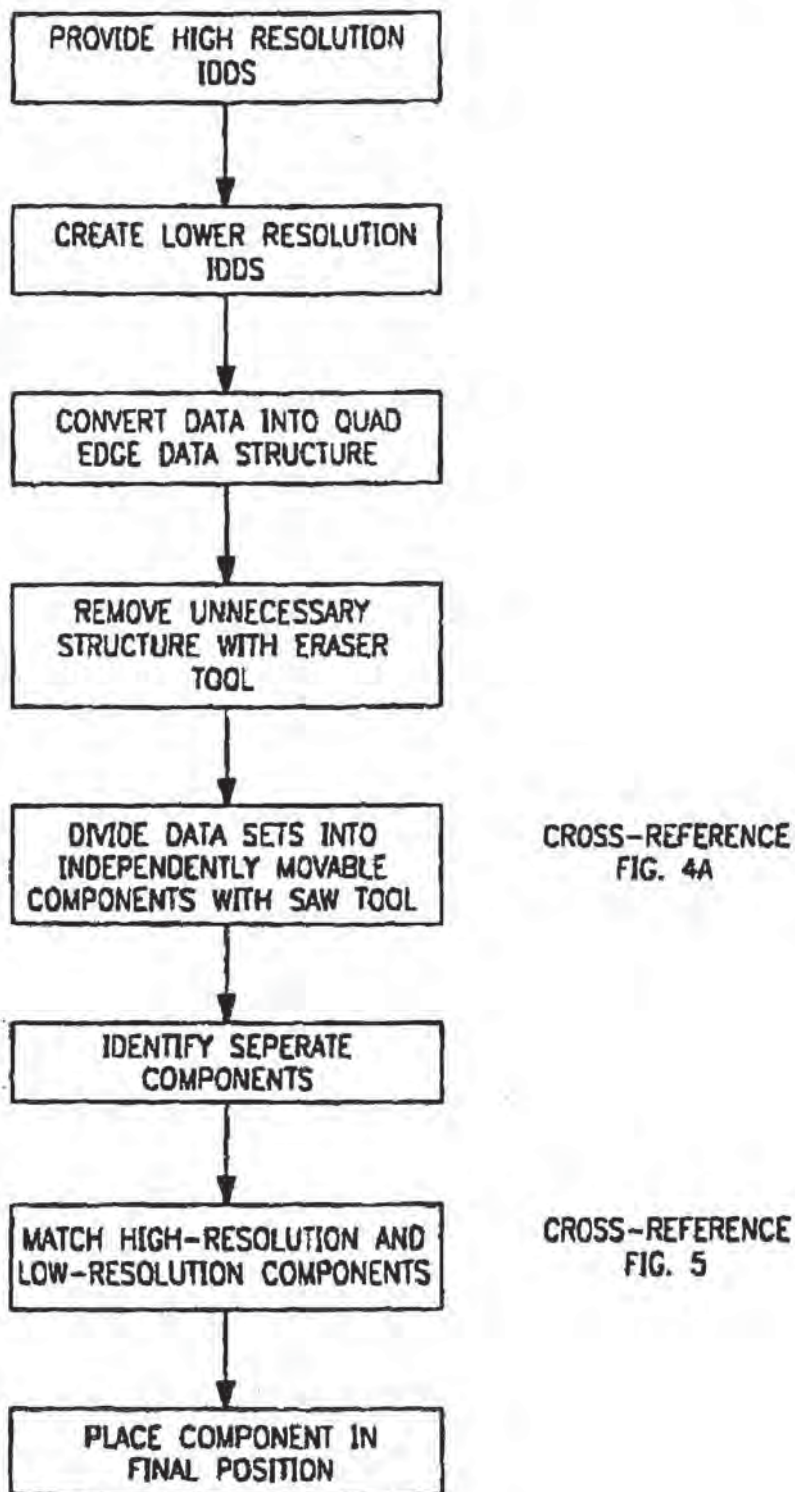 PROVIDE HIGH RESOLUTION
IDDS
CREATE LOWER RESOLUTION
IDDS
CONVERT DATA INTO QUAD
EDGE DATA STRUCTURE
REMOVE UNNECESSARY
STRUCTURE WITH ERASER
TOOL
DIVIDE DATA SETS INTO
INDEPENDENTLY MOVABLE
COMPONENTS WITH SAW TOOL
CROSS-REFERENCE
FIG. 4A
IDENTIFY SEPERATE
COMPONENTS
MATCH HIGH-RESOLUTION AND
LOW-RESOLUTION COMPONENTS
CROSS-REFERENCE
FIG. 5
PLACE COMPONENT IN
FINAL POSITION